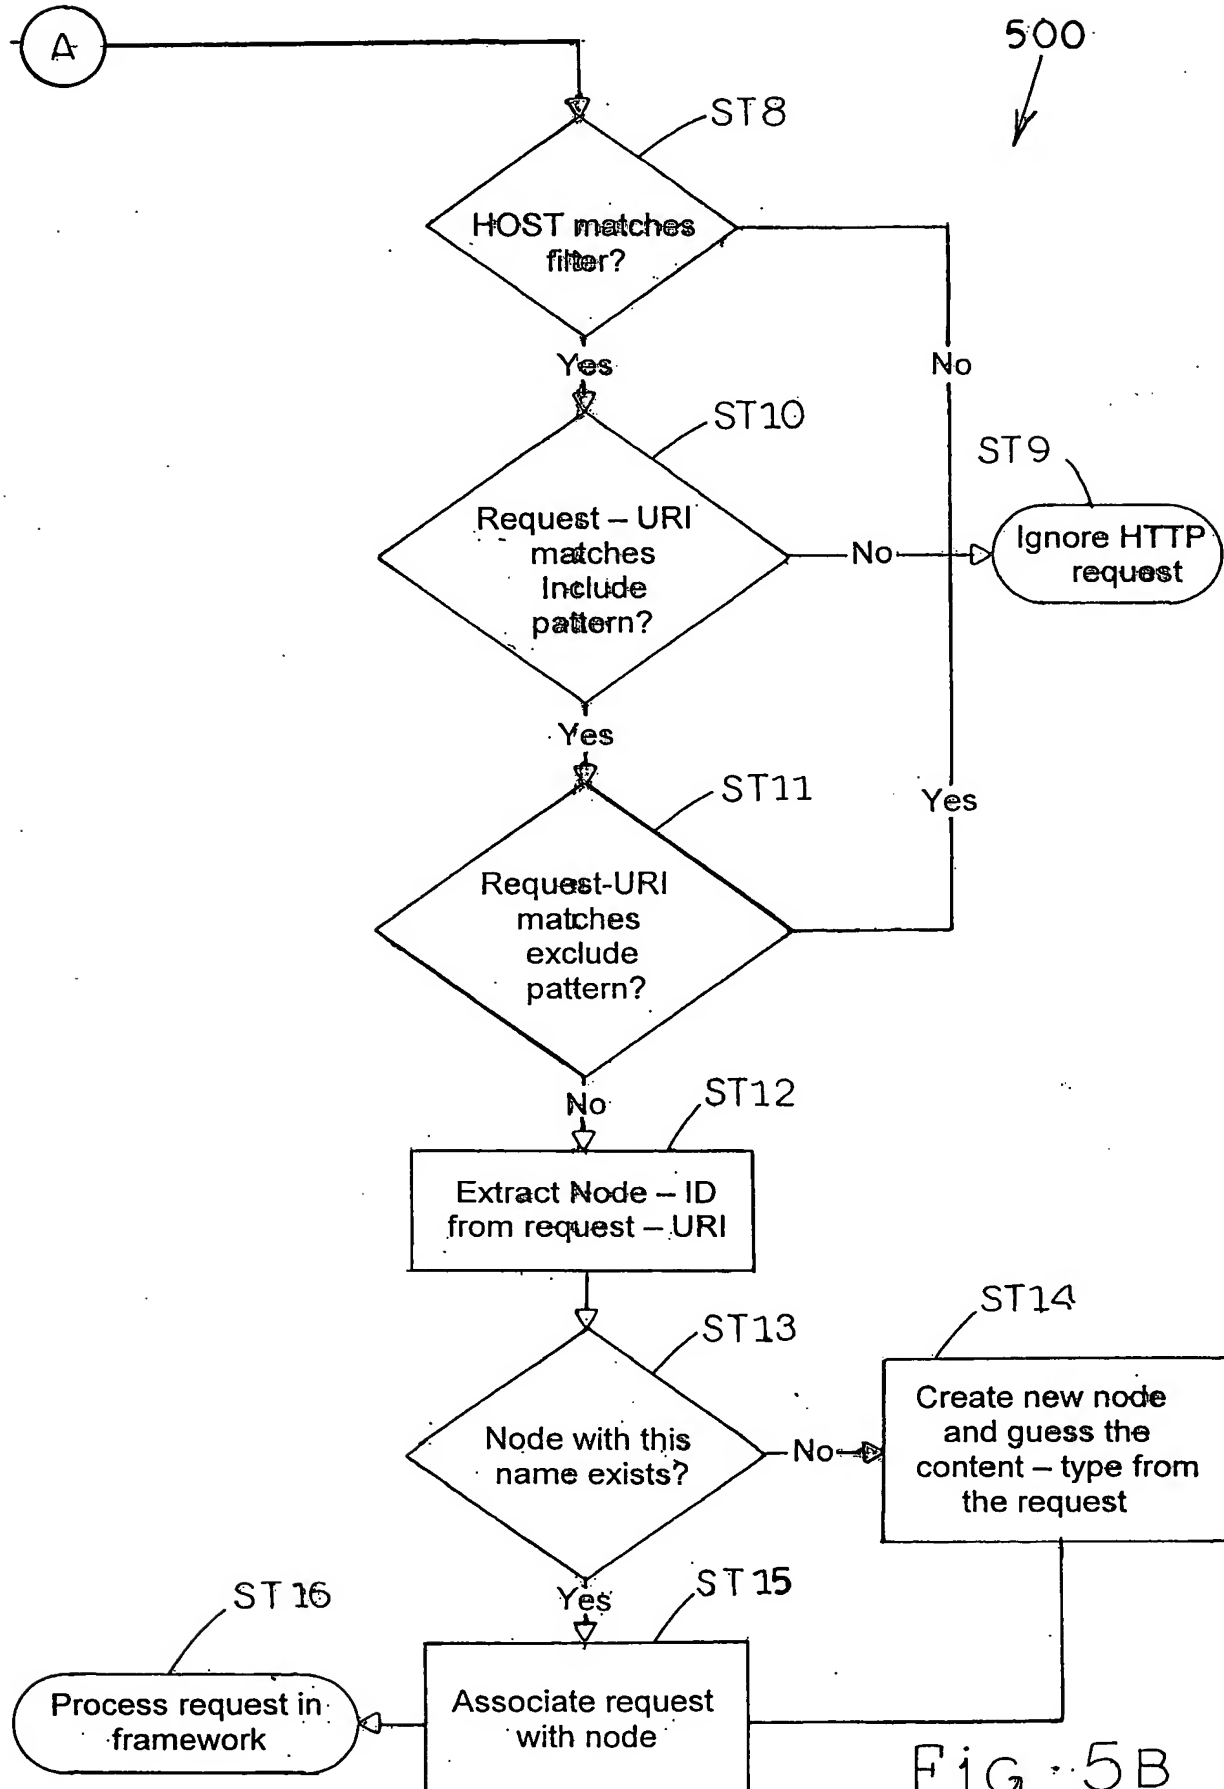 A
500
ST8
HOST matches
filter?
Yes
No
ST10
ST9
Request – URI
matches
Include
pattern?
No
Ignore HTTP
request
Yes
ST11
Yes
Request-URI
matches
exclude
pattern?
No
ST12
Extract Node – ID
from request – URI
ST13
ST14
Node with this
name exists?
No
Create new node
and guess the
content – type from
the request
Yes
ST15
ST16
Process request in
framework
Associate request
with node
FiG. 5B